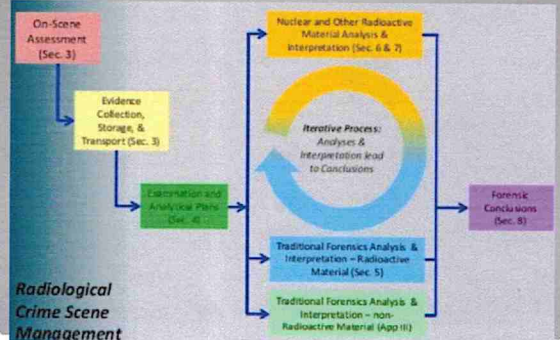 On-Scene
Assessment
(Sec. 3)
Evidence
Collection,
Storage, &
Transport (Sec. 3)
Examination and
Analytical Plans
(Sec. 4)
Nuclear and Other Radioactive
Material Analysis &
Interpretation (Sec. 6 & 7)
Iterative Process:
Analyses &
Interpretation lead
to Conclusions
Traditional Forensics Analysis &
Interpretation – Radioactive
Material (Sec. 5)
Traditional Forensics Analysis &
Interpretation – non-
Radioactive Material (App III)
Forensic
Conclusions
(Sec. 8)
Radiological
Crime Scene
Management